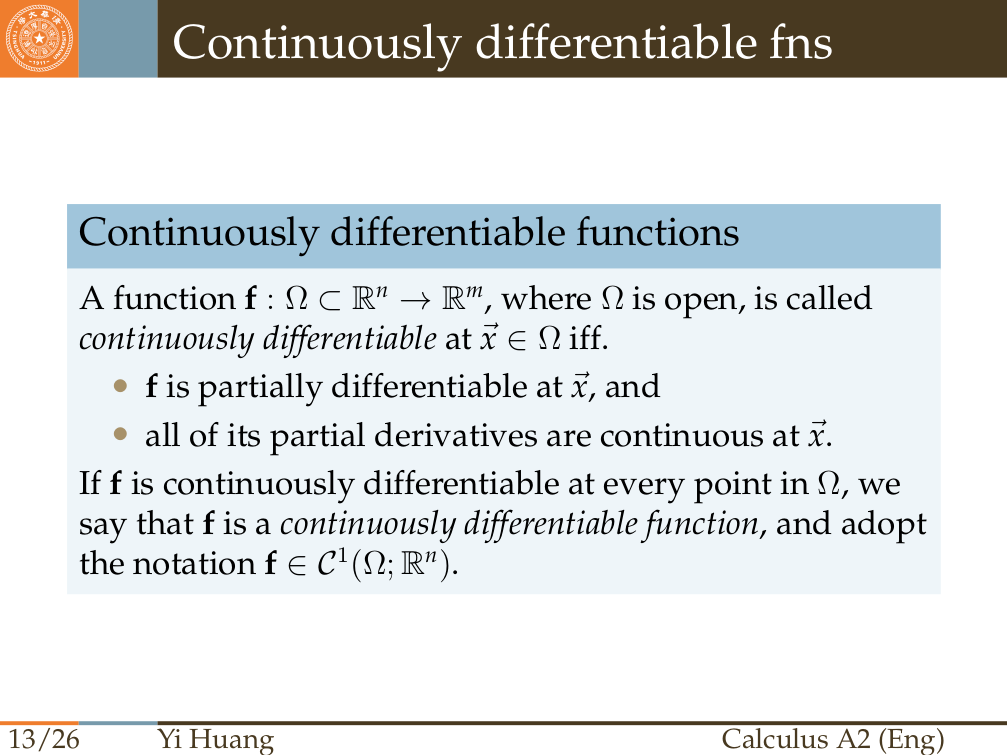 Continuously differentiable fns
Continuously differentiable functions
A function f : Ω ⊂ ℝⁿ → ℝᵐ, where Ω is open, is called
continuously differentiable at x⃗ ∈ Ω iff.
• f is partially differentiable at x⃗, and
• all of its partial derivatives are continuous at x⃗.
If f is continuously differentiable at every point in Ω, we
say that f is a continuously differentiable function, and adopt
the notation f ∈ C¹(Ω; ℝⁿ).
13/26
Yi Huang
Calculus A2 (Eng)